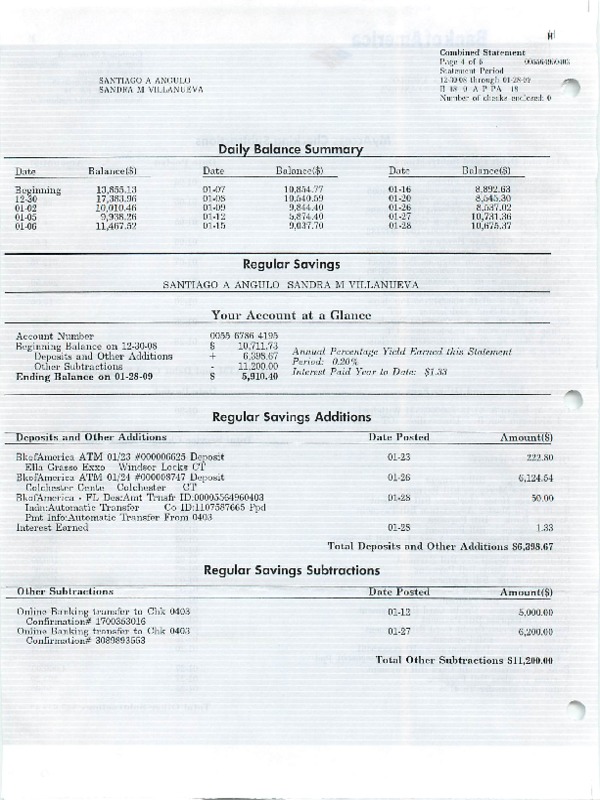 Combined Statement
Page 4 of 5
Statement Period
12-30-08 through 01-28-09
Number of checks enclosed: 0
SANTIAGO A ANGULO
SANDRA M VILLANUEVA
Daily Balance Summary
Date Balance($) Date Balance($) Date Balance($)
Beginning 13,855.13 01-07 10,854.77 01-16 8,892.63
12-30 17,383.96 01-08 10,540.59 01-20 8,545.30
01-02 10,010.46 01-09 9,844.40 01-26 8,537.02
01-05 9,938.26 01-12 5,874.40 01-27 10,731.36
01-06 11,467.52 01-15 9,037.70 01-28 10,675.37
Regular Savings
SANTIAGO A ANGULO SANDRA M VILLANUEVA
Your Account at a Glance
Account Number 0055 6786 4195
Beginning Balance on 12-30-08 $ 10,711.73
Deposits and Other Additions + 6,398.67
Other Subtractions - 11,200.00
Ending Balance on 01-28-09 $ 5,910.40
Annual Percentage Yield Earned this Statement
Period: 0.20%
Interest Paid Year to Date: $1.33
Regular Savings Additions
Deposits and Other Additions Date Posted Amount($)
BkofAmerica ATM 01/23 #000006625 Deposit 01-23 222.80
Ella Grasso Exxo Windsor Locks CT
BkofAmerica ATM 01/24 #000008747 Deposit 01-26 6,124.54
Colchester Cente Colchester CT
BkofAmerica - FL Des:Amt Trnsfr ID:00005564960403 01-28 50.00
Indn:Automatic Transfer Co ID:1107587665 Ppd
Pmt Info:Automatic Transfer From 0403
Interest Earned 01-28 1.33
Total Deposits and Other Additions $6,398.67
Regular Savings Subtractions
Other Subtractions Date Posted Amount($)
Online Banking transfer to Chk 0403 01-12 5,000.00
Confirmation# 1700353016
Online Banking transfer to Chk 0403 01-27 6,200.00
Confirmation# 3089893553
Total Other Subtractions $11,200.00